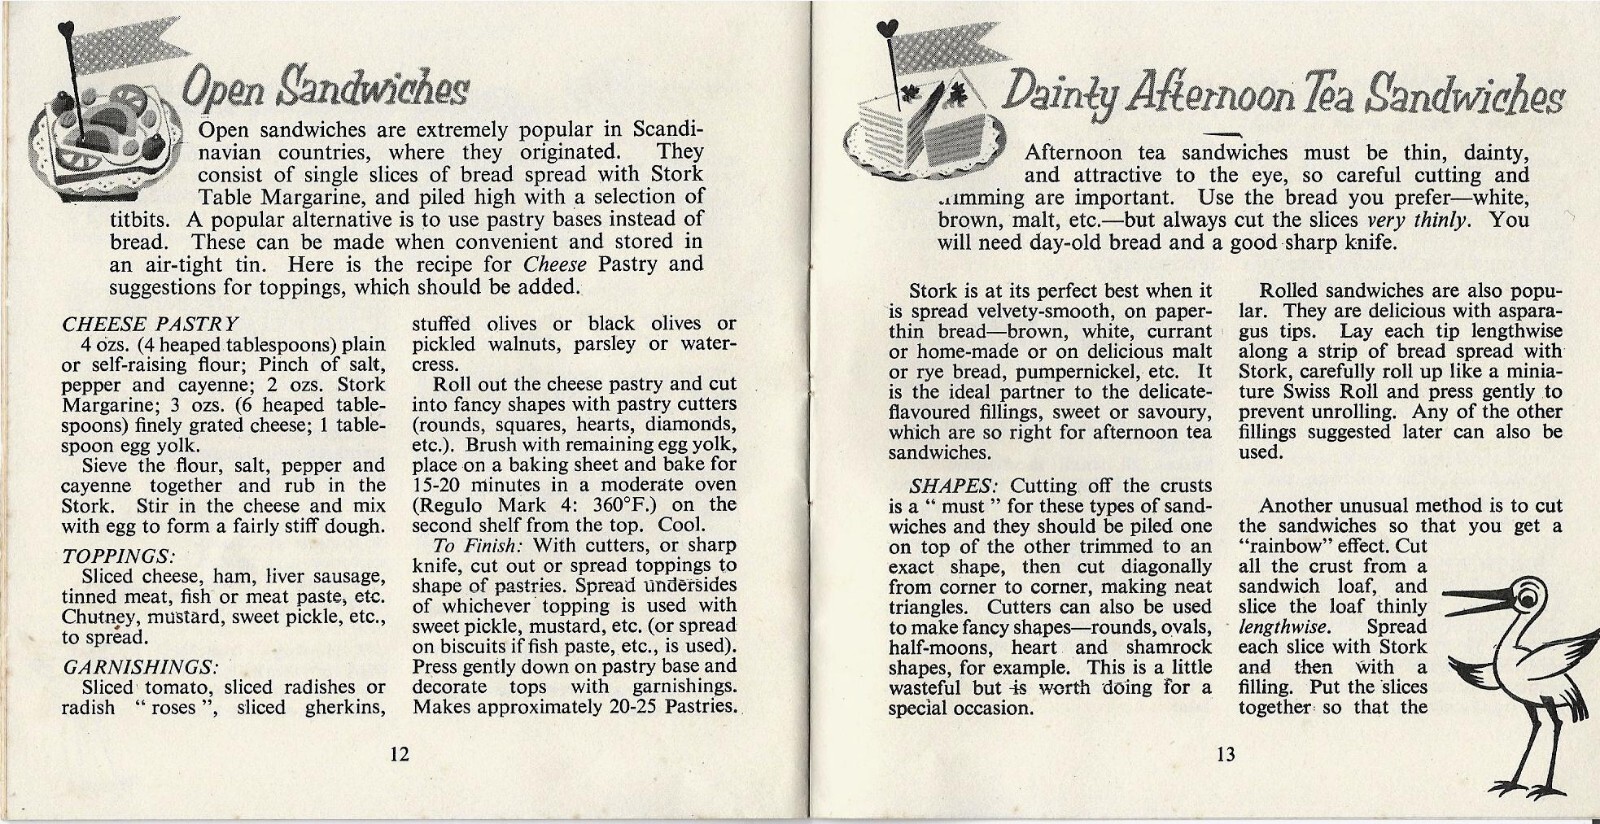 Open Sandwiches
Open sandwiches are extremely popular in Scandi-
navian countries, where they originated. They
consist of single slices of bread spread with Stork
Table Margarine, and piled high with a selection of
titbits. A popular alternative is to use pastry bases instead of
bread. These can be made when convenient and stored in
an air-tight tin. Here is the recipe for Cheese Pastry and
suggestions for toppings, which should be added.
CHEESE PASTRY
4 ozs. (4 heaped tablespoons) plain
or self-raising flour; Pinch of salt,
pepper and cayenne; 2 ozs. Stork
Margarine; 3 ozs. (6 heaped table-
spoons) finely grated cheese; 1 table-
spoon egg yolk.
Sieve the flour, salt, pepper and
cayenne together and rub in the
Stork. Stir in the cheese and mix
with egg to form a fairly stiff dough.
TOPPINGS:
Sliced cheese, ham, liver sausage,
tinned meat, fish or meat paste, etc.
Chutney, mustard, sweet pickle, etc.,
to spread.
GARNISHINGS:
Sliced tomato, sliced radishes or
radish "roses", sliced gherkins,
stuffed olives or black olives or
pickled walnuts, parsley or water-
cress.
Roll out the cheese pastry and cut
into fancy shapes with pastry cutters
(rounds, squares, hearts, diamonds,
etc.). Brush with remaining egg yolk,
place on a baking sheet and bake for
15-20 minutes in a moderate oven
(Regulo Mark 4: 360°F.) on the
second shelf from the top. Cool.
To Finish: With cutters, or sharp
knife, cut out or spread toppings to
shape of pastries. Spread undersides
of whichever topping is used with
sweet pickle, mustard, etc. (or spread
on biscuits if fish paste, etc., is used).
Press gently down on pastry base and
decorate tops with garnishings.
Makes approximately 20-25 Pastries.
12
Dainty Afternoon Tea Sandwiches
Afternoon tea sandwiches must be thin, dainty,
and attractive to the eye, so careful cutting and
rimming are important. Use the bread you prefer—white,
brown, malt, etc.—but always cut the slices very thinly. You
will need day-old bread and a good sharp knife.
Stork is at its perfect best when it
is spread velvety-smooth, on paper-
thin bread—brown, white, currant
or home-made or on delicious malt
or rye bread, pumpernickel, etc. It
is the ideal partner to the delicate-
flavoured fillings, sweet or savoury,
which are so right for afternoon tea
sandwiches.
SHAPES: Cutting off the crusts
is a "must" for these types of sand-
wiches and they should be piled one
on top of the other trimmed to an
exact shape, then cut diagonally
from corner to corner, making neat
triangles. Cutters can also be used
to make fancy shapes—rounds, ovals,
half-moons, heart and shamrock
shapes, for example. This is a little
wasteful but is worth doing for a
special occasion.
Rolled sandwiches are also popu-
lar. They are delicious with aspara-
gus tips. Lay each tip lengthwise
along a strip of bread spread with
Stork, carefully roll up like a minia-
ture Swiss Roll and press gently to
prevent unrolling. Any of the other
fillings suggested later can also be
used.
Another unusual method is to cut
the sandwiches so that you get a
"rainbow" effect. Cut
all the crust from a
sandwich loaf, and
slice the loaf thinly
lengthwise. Spread
each slice with Stork
and then with a
filling. Put the slices
together so that the
13